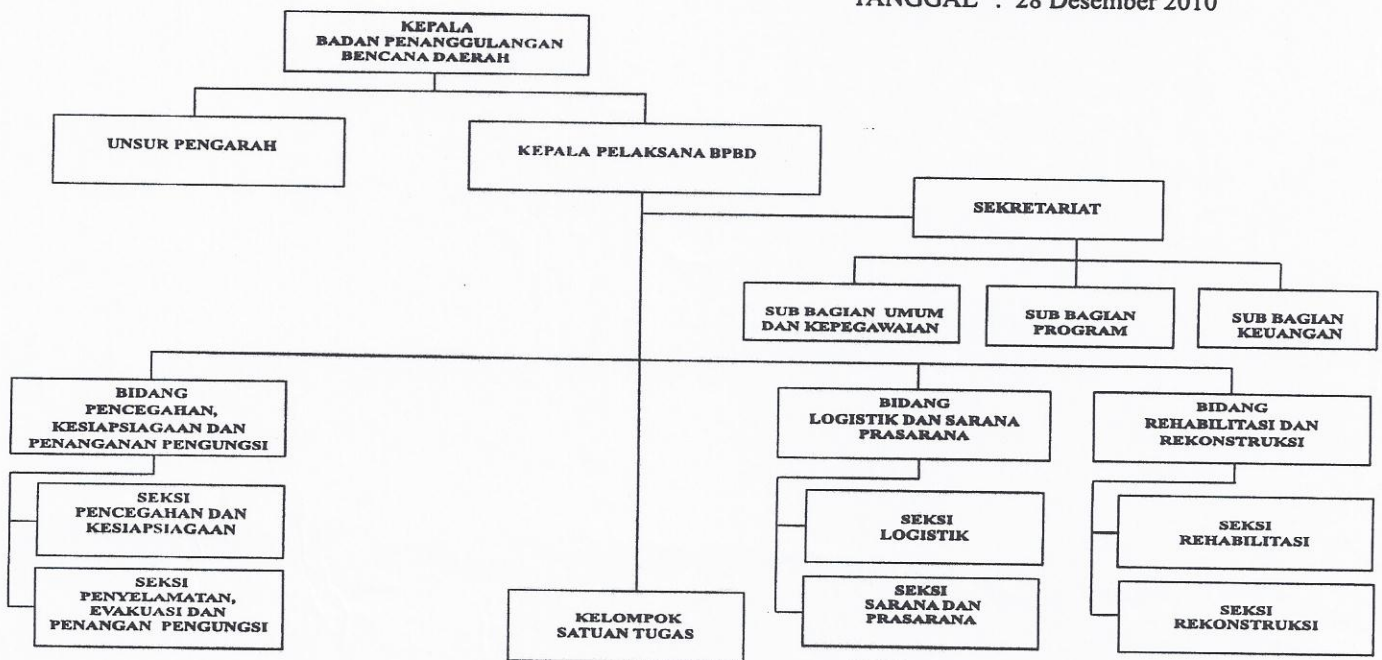 TANGGAL : 28 Desember 2010
KEPALA
BADAN PENANGGULANGAN
BENCANA DAERAH
UNSUR PENGARAH
KEPALA PELAKSANA BPBD
SEKRETARIAT
SUB BAGIAN UMUM
DAN KEPEGAWAIAN
SUB BAGIAN
PROGRAM
SUB BAGIAN
KEUANGAN
BIDANG
PENCEGAHAN,
KESIAPSIAGAAN DAN
PENANGANAN PENGUNGSI
BIDANG
LOGISTIK DAN SARANA
PRASARANA
BIDANG
REHABILITASI DAN
REKONSTRUKSI
SEKSI
PENCEGAHAN DAN
KESIAPSIAGAAN
SEKSI
LOGISTIK
SEKSI
REHABILITASI
SEKSI
PENYELAMATAN,
EVAKUASI DAN
PENANGAN PENGUNGSI
KELOMPOK
SATUAN TUGAS
SEKSI
SARANA DAN
PRASARANA
SEKSI
REKONSTRUKSI